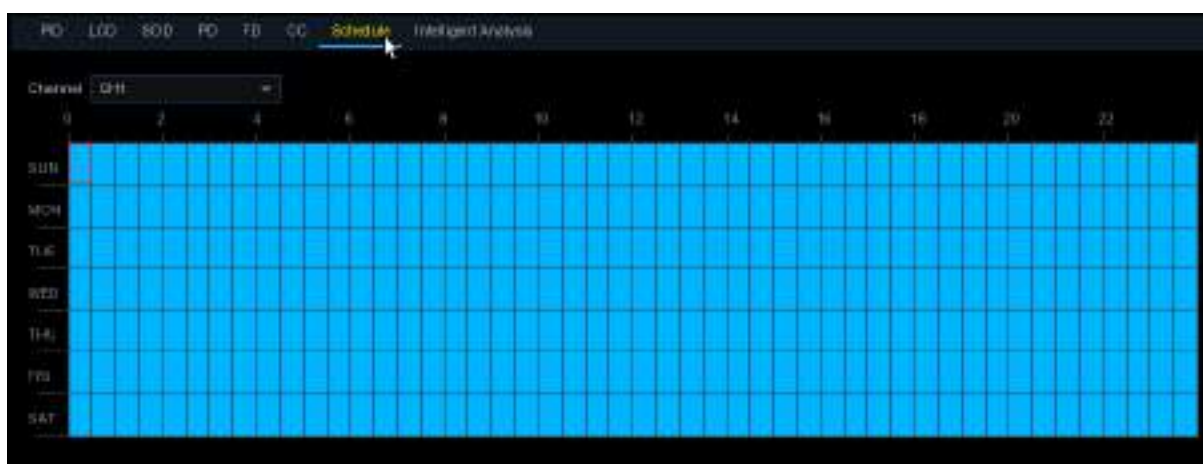 PID LCD SOD PD FD CC Schedule Intelligent Analysis
Channel CH1
0 2 4 6 8 10 12 14 16 18 20 22
SUN
MON
TUE
WED
THU
FRI
SAT